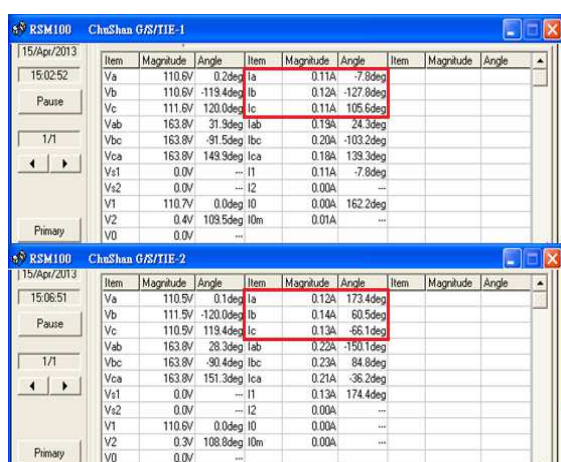 RSM100 ChuShan G/S/TIE-1
15/Apr/2013
Item Magnitude Angle Item Magnitude Angle Item Magnitude Angle
15:02:52 Va 110.6V 0.2deg Ia 0.11A -7.8deg
Vb 110.6V -119.4deg Ib 0.12A -127.8deg
Pause Vc 111.6V 120.0deg Ic 0.11A 105.6deg
Vab 163.8V 31.9deg Iab 0.19A 24.3deg
1/1 Vbc 163.8V -91.5deg Ibc 0.20A -103.2deg
Vca 163.8V 149.9deg Ica 0.18A 139.3deg
Vs1 0.0V --- I1 0.11A -7.8deg
Vs2 0.0V --- I2 0.00A ---
V1 110.7V 0.0deg I0 0.00A 162.2deg
Primary V2 0.4V 109.5deg I0m 0.01A
V0 0.0V ---
RSM100 ChuShan G/S/TIE-2
15/Apr/2013
Item Magnitude Angle Item Magnitude Angle Item Magnitude Angle
15:06:51 Va 110.5V 0.1deg Ia 0.12A 173.4deg
Vb 111.5V -120.0deg Ib 0.14A 60.5deg
Pause Vc 110.5V 119.4deg Ic 0.13A -66.1deg
Vab 163.8V 28.3deg Iab 0.22A -150.1deg
1/1 Vbc 163.8V -90.4deg Ibc 0.23A 84.8deg
Vca 163.8V 151.3deg Ica 0.21A -36.2deg
Vs1 0.0V --- I1 0.13A 174.4deg
Vs2 0.0V --- I2 0.00A ---
V1 110.6V 0.0deg I0 0.00A ---
Primary V2 0.3V 108.8deg I0m 0.00A ---
V0 0.0V ---